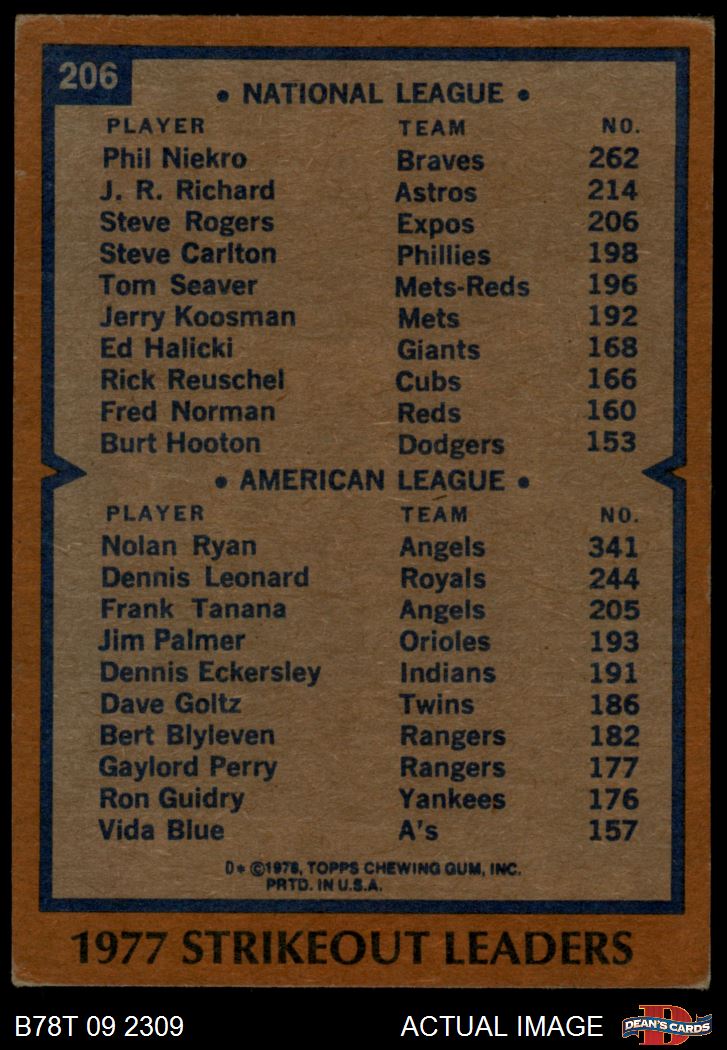 206
• NATIONAL LEAGUE •
PLAYER TEAM NO.
Phil Niekro Braves 262
J. R. Richard Astros 214
Steve Rogers Expos 206
Steve Carlton Phillies 198
Tom Seaver Mets-Reds 196
Jerry Koosman Mets 192
Ed Halicki Giants 168
Rick Reuschel Cubs 166
Fred Norman Reds 160
Burt Hooton Dodgers 153
• AMERICAN LEAGUE •
PLAYER TEAM NO.
Nolan Ryan Angels 341
Dennis Leonard Royals 244
Frank Tanana Angels 205
Jim Palmer Orioles 193
Dennis Eckersley Indians 191
Dave Goltz Twins 186
Bert Blyleven Rangers 182
Gaylord Perry Rangers 177
Ron Guidry Yankees 176
Vida Blue A's 157
D* ©1978, TOPPS CHEWING GUM, INC.
PRTD. IN U.S.A.
1977 STRIKEOUT LEADERS
B78T 09 2309 ACTUAL IMAGE D DEAN'S CARDS